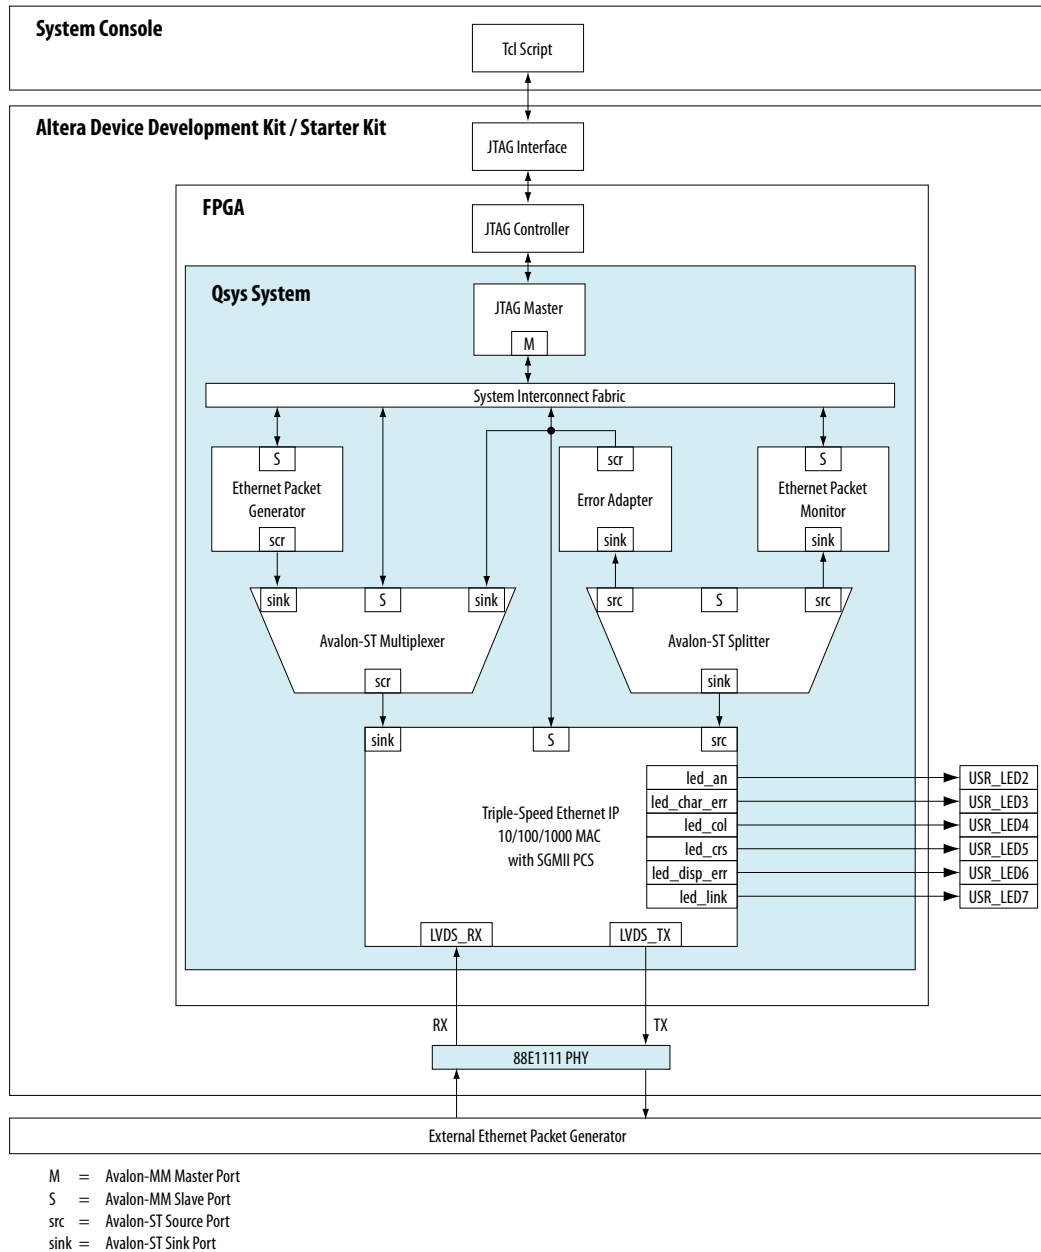 System Console
Tcl Script
Altera Device Development Kit / Starter Kit
JTAG Interface
FPGA
JTAG Controller
Qsys System
JTAG Master
M
System Interconnect Fabric
S
scr
S
Ethernet Packet
Generator
Error Adapter
Ethernet Packet
Monitor
scr
sink
sink
sink
S
sink
src
S
src
Avalon-ST Multiplexer
Avalon-ST Splitter
scr
sink
sink
S
src
led_an
USR_LED2
led_char_err
USR_LED3
led_col
USR_LED4
led_crs
USR_LED5
led_disp_err
USR_LED6
led_link
USR_LED7
Triple-Speed Ethernet IP
10/100/1000 MAC
with SGMII PCS
LVDS_RX
LVDS_TX
RX
TX
88E1111 PHY
External Ethernet Packet Generator
M = Avalon-MM Master Port
S = Avalon-MM Slave Port
src = Avalon-ST Source Port
sink = Avalon-ST Sink Port